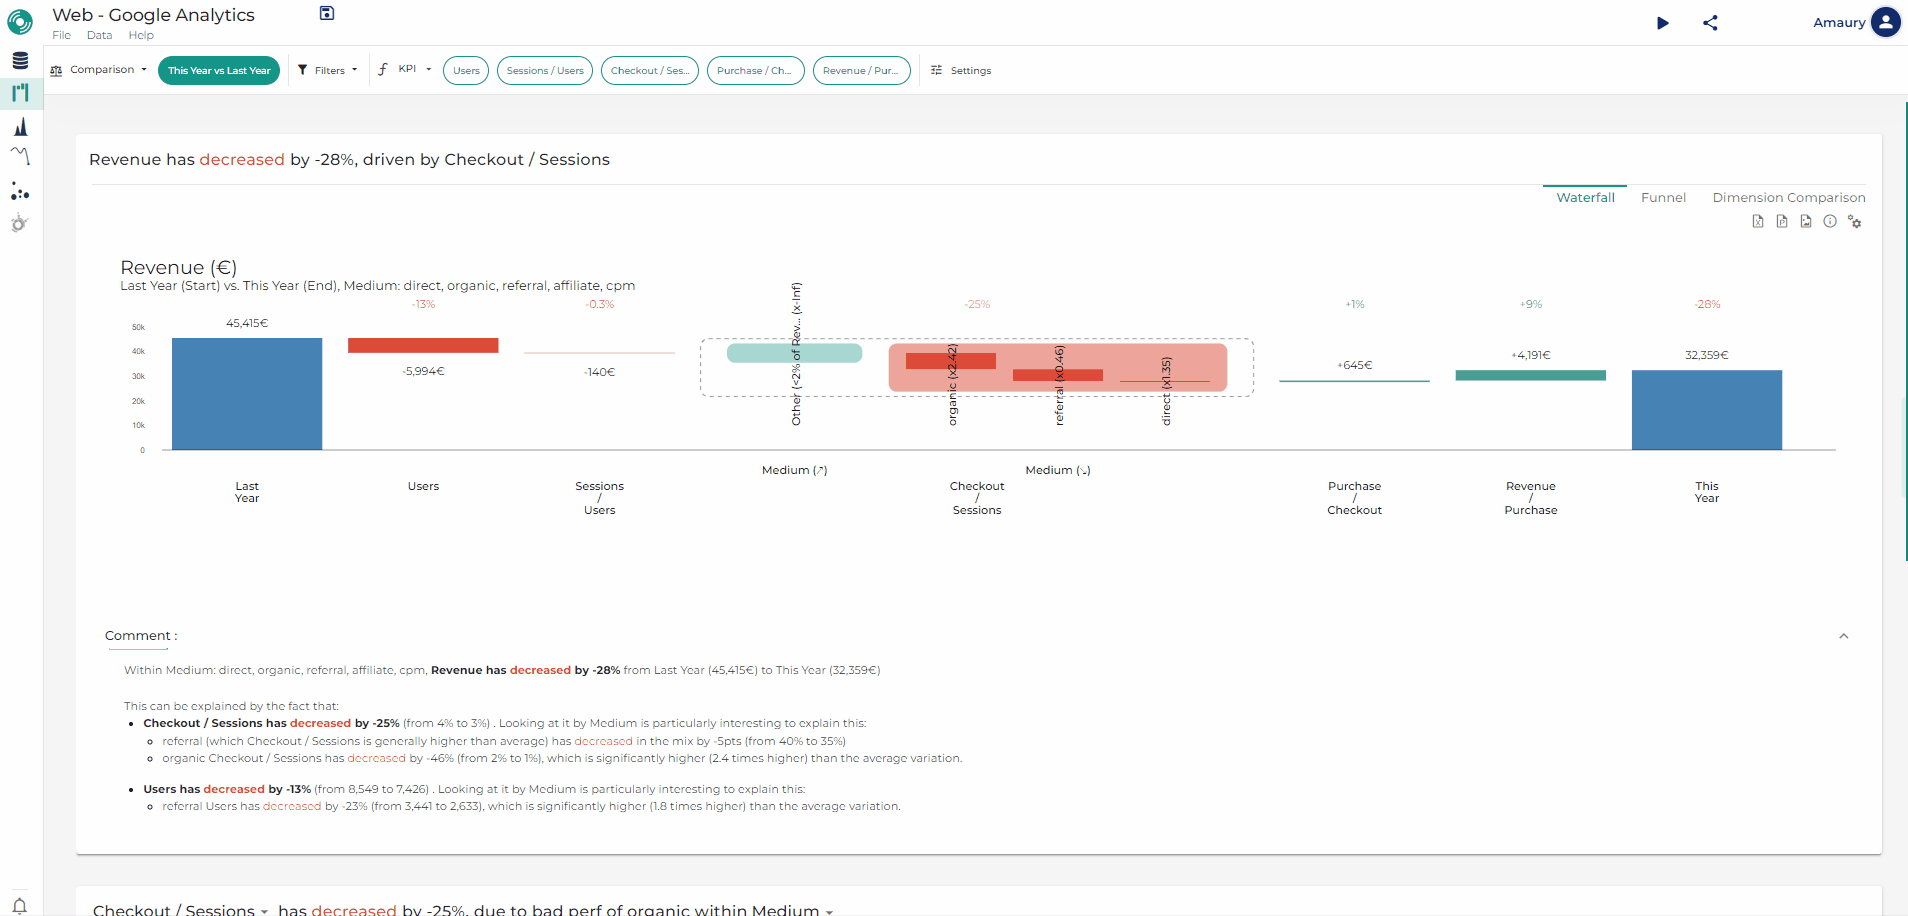 Web - Google Analytics
File Data Help
Amaury
Comparison This Year vs Last Year Filters KPI Users Sessions / Users Checkout / Ses... Purchase / Ch... Revenue / Pur... Settings
Revenue has decreased by -28%, driven by Checkout / Sessions
Waterfall Funnel Dimension Comparison
Revenue (€)
Last Year (Start) vs. This Year (End), Medium: direct, organic, referral, affiliate, cpm
-13% -0.3% -25% +1% +9% -28%
50k
40k
30k
20k
10k
0
45,415€
-5,994€
-140€
Other (<2% of Rev... (x-Inf)
organic (x2.42)
referral (x0.46)
direct (x1.35)
+645€
+4,191€
32,359€
Medium (↗) Medium (↘)
Last Year
Users
Sessions / Users
Checkout / Sessions
Purchase / Checkout
Revenue / Purchase
This Year
Comment :
Within Medium: direct, organic, referral, affiliate, cpm, Revenue has decreased by -28% from Last Year (45,415€) to This Year (32,359€)
This can be explained by the fact that:
• Checkout / Sessions has decreased by -25% (from 4% to 3%) . Looking at it by Medium is particularly interesting to explain this:
referral (which Checkout / Sessions is generally higher than average) has decreased in the mix by -5pts (from 40% to 35%)
organic Checkout / Sessions has decreased by -46% (from 2% to 1%), which is significantly higher (2.4 times higher) than the average variation.
• Users has decreased by -13% (from 8,549 to 7,426) . Looking at it by Medium is particularly interesting to explain this:
referral Users has decreased by -23% (from 3,441 to 2,633), which is significantly higher (1.8 times higher) than the average variation.
Checkout / Sessions has decreased by -25%, due to bad perf of organic within Medium